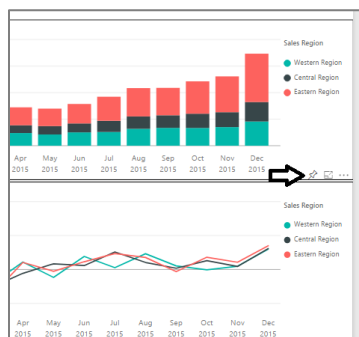 Sales Region
Western Region
Central Region
Eastern Region
Apr May Jun Jul Aug Sep Oct Nov Dec
2015 2015 2015 2015 2015 2015 2015 2015 2015
Sales Region
Western Region
Central Region
Eastern Region
Apr May Jun Jul Aug Sep Oct Nov Dec
2015 2015 2015 2015 2015 2015 2015 2015 2015